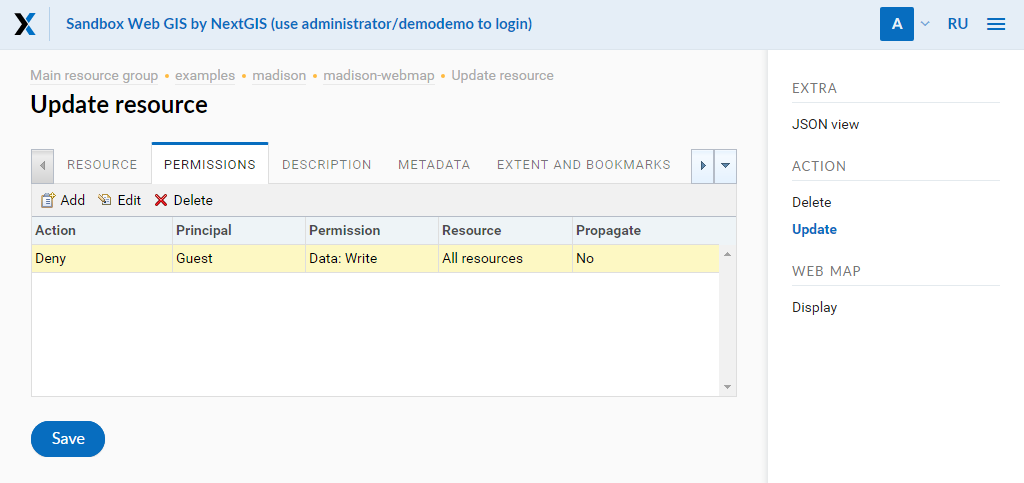 Sandbox Web GIS by NextGIS (use administrator/demodemo to login)
A
RU
Main resource group • examples • madison • madison-webmap • Update resource
Update resource
RESOURCE PERMISSIONS DESCRIPTION METADATA EXTENT AND BOOKMARKS
Add Edit Delete
Action Principal Permission Resource Propagate
Deny Guest Data: Write All resources No
Save
EXTRA
JSON view
ACTION
Delete
Update
WEB MAP
Display